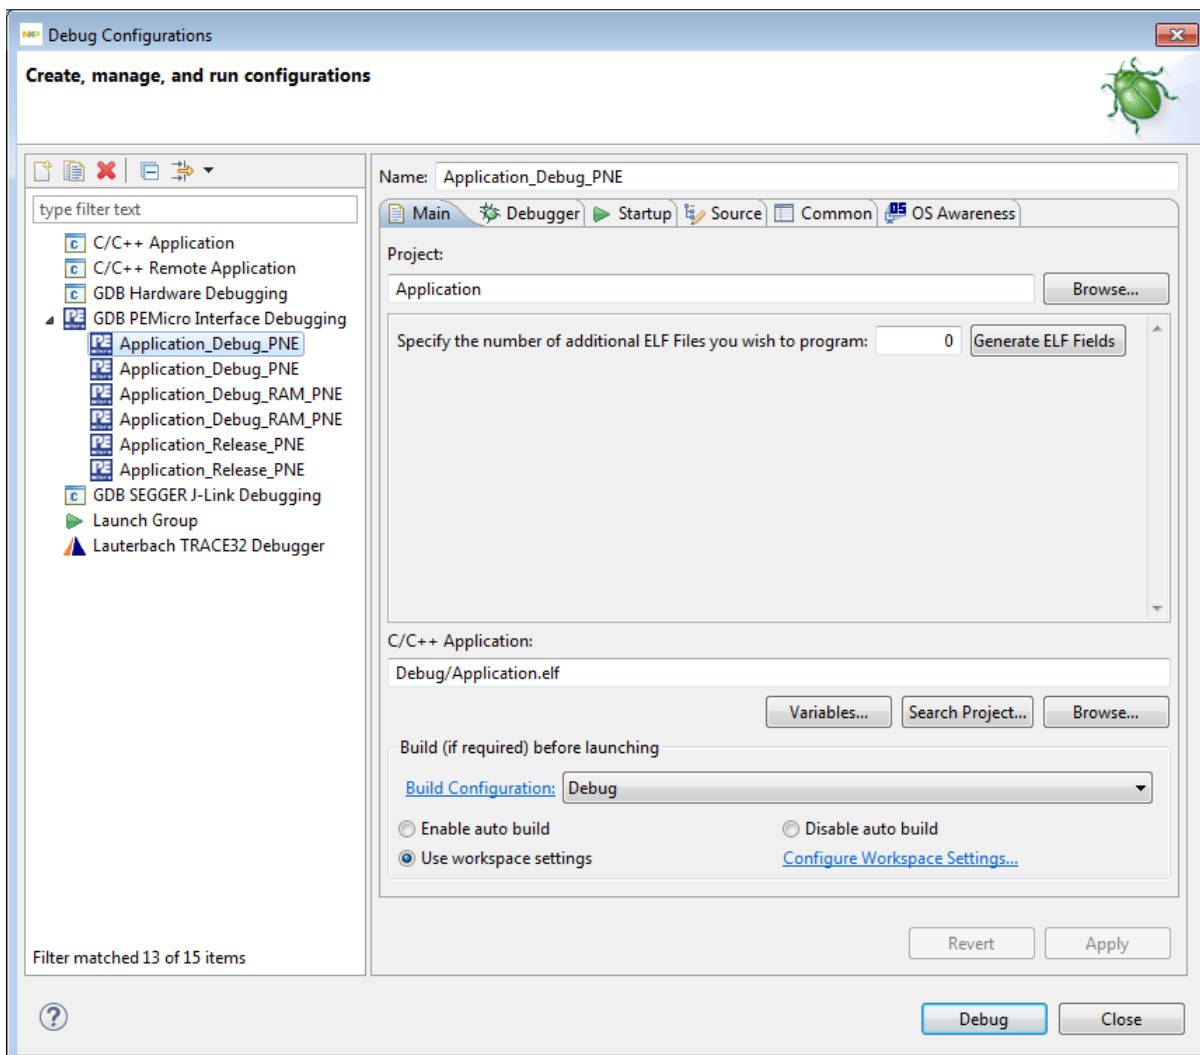 NXP Debug Configurations
Create, manage, and run configurations
type filter text
C/C++ Application
C/C++ Remote Application
GDB Hardware Debugging
GDB PEMicro Interface Debugging
Application_Debug_PNE
Application_Debug_PNE
Application_Debug_RAM_PNE
Application_Debug_RAM_PNE
Application_Release_PNE
Application_Release_PNE
GDB SEGGER J-Link Debugging
Launch Group
Lauterbach TRACE32 Debugger
Filter matched 13 of 15 items
Name: Application_Debug_PNE
Main Debugger Startup Source Common OS Awareness
Project:
Application Browse...
Specify the number of additional ELF Files you wish to program: 0 Generate ELF Fields
C/C++ Application:
Debug/Application.elf
Variables... Search Project... Browse...
Build (if required) before launching
Build Configuration: Debug
Enable auto build Disable auto build
Use workspace settings Configure Workspace Settings...
Revert Apply
? Debug Close